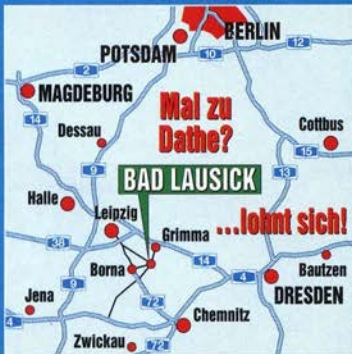 BERLIN
POTSDAM
10
12
2
MAGDEBURG
Mal zu
Dathe?
14
Dessau
Cottbus
15
9
13
BAD LAUSICK
Halle
Leipzig
...lohnt sich!
38
Grimma
14
Borna
4
Bautzen
9
DRESDEN
Jena
72
4
Chemnitz
Zwickau